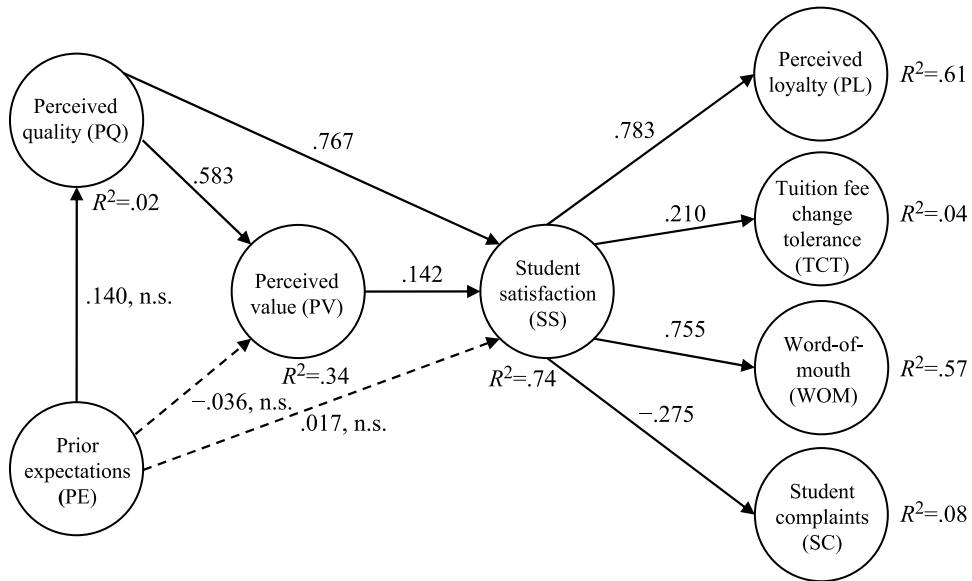 Perceived
quality (PQ)
R²=.02
.767
.583
.140, n.s.
Perceived
value (PV)
R²=.34
.142
−.036, n.s.
.017, n.s.
Prior
expectations
(PE)
Student
satisfaction
(SS)
R²=.74
.783
.210
.755
−.275
Perceived
loyalty (PL)
R²=.61
Tuition fee
change
tolerance
(TCT)
R²=.04
Word-of-
mouth
(WOM)
R²=.57
Student
complaints
(SC)
R²=.08